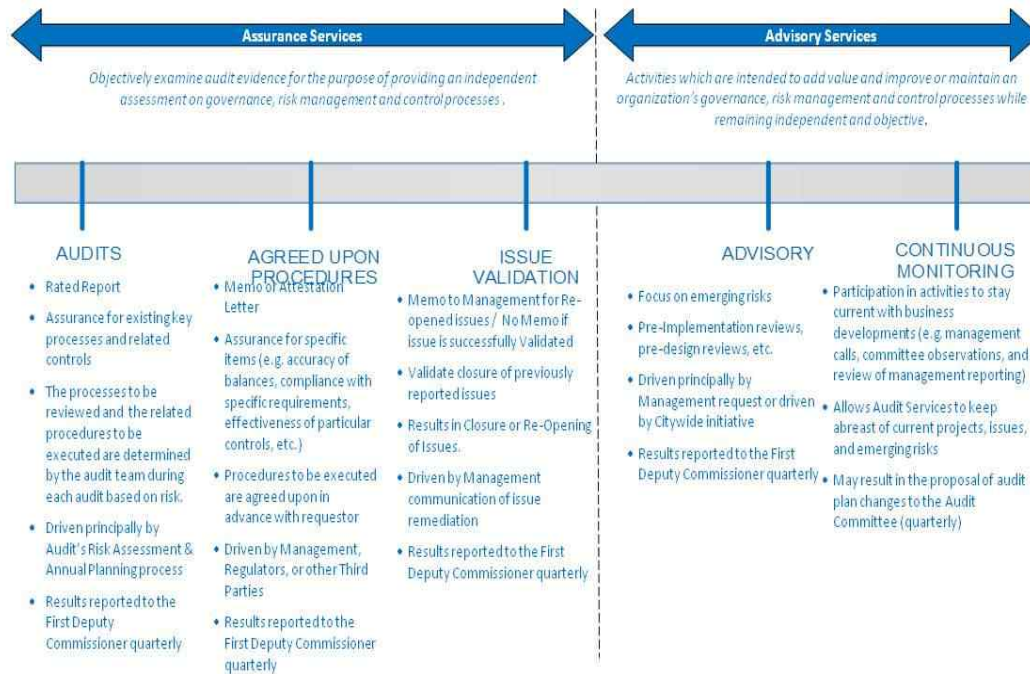 Assurance Services
Objectively examine audit evidence for the purpose of providing an independent
assessment on governance, risk management and control processes .
Advisory Services
Activities which are intended to add value and improve or maintain an
organization's governance, risk management and control processes while
remaining independent and objective.
AUDITS
• Rated Report
• Assurance for existing key
processes and related
controls
• The processes to be
reviewed and the related
procedures to be
executed are determined
by the audit team during
each audit based on risk.
• Driven principally by
Audit's Risk Assessment &
Annual Planning process
• Results reported to the
First Deputy
Commissioner quarterly
AGREED UPON
PROCEDURES
• Memo or Attestation
Letter
• Assurance for specific
items (e.g. accuracy of
balances, compliance with
specific requirements,
effectiveness of particular
controls, etc.)
• Procedures to be executed
are agreed upon in
advance with requestor
• Driven by Management,
Regulators, or other Third
Parties
• Results reported to the
First Deputy Commissioner
quarterly
ISSUE
VALIDATION
• Memo to Management for Re-
opened issues / No Memo if
issue is successfully Validated
• Validate closure of previously
reported issues
• Results in Closure or Re-Opening
of Issues.
• Driven by Management
communication of issue
remediation
• Results reported to the First
Deputy Commissioner quarterly
ADVISORY
• Focus on emerging risks
• Pre-Implementation reviews,
pre-design reviews, etc.
• Driven principally by
Management request or driven
by Citywide initiative
• Results reported to the First
Deputy Commissioner quarterly
CONTINUOUS
MONITORING
• Participation in activities to stay
current with business
developments (e.g. management
calls, committee observations, and
review of management reporting)
• Allows Audit Services to keep
abreast of current projects, issues,
and emerging risks
• May result in the proposal of audit
plan changes to the Audit
Committee (quarterly)